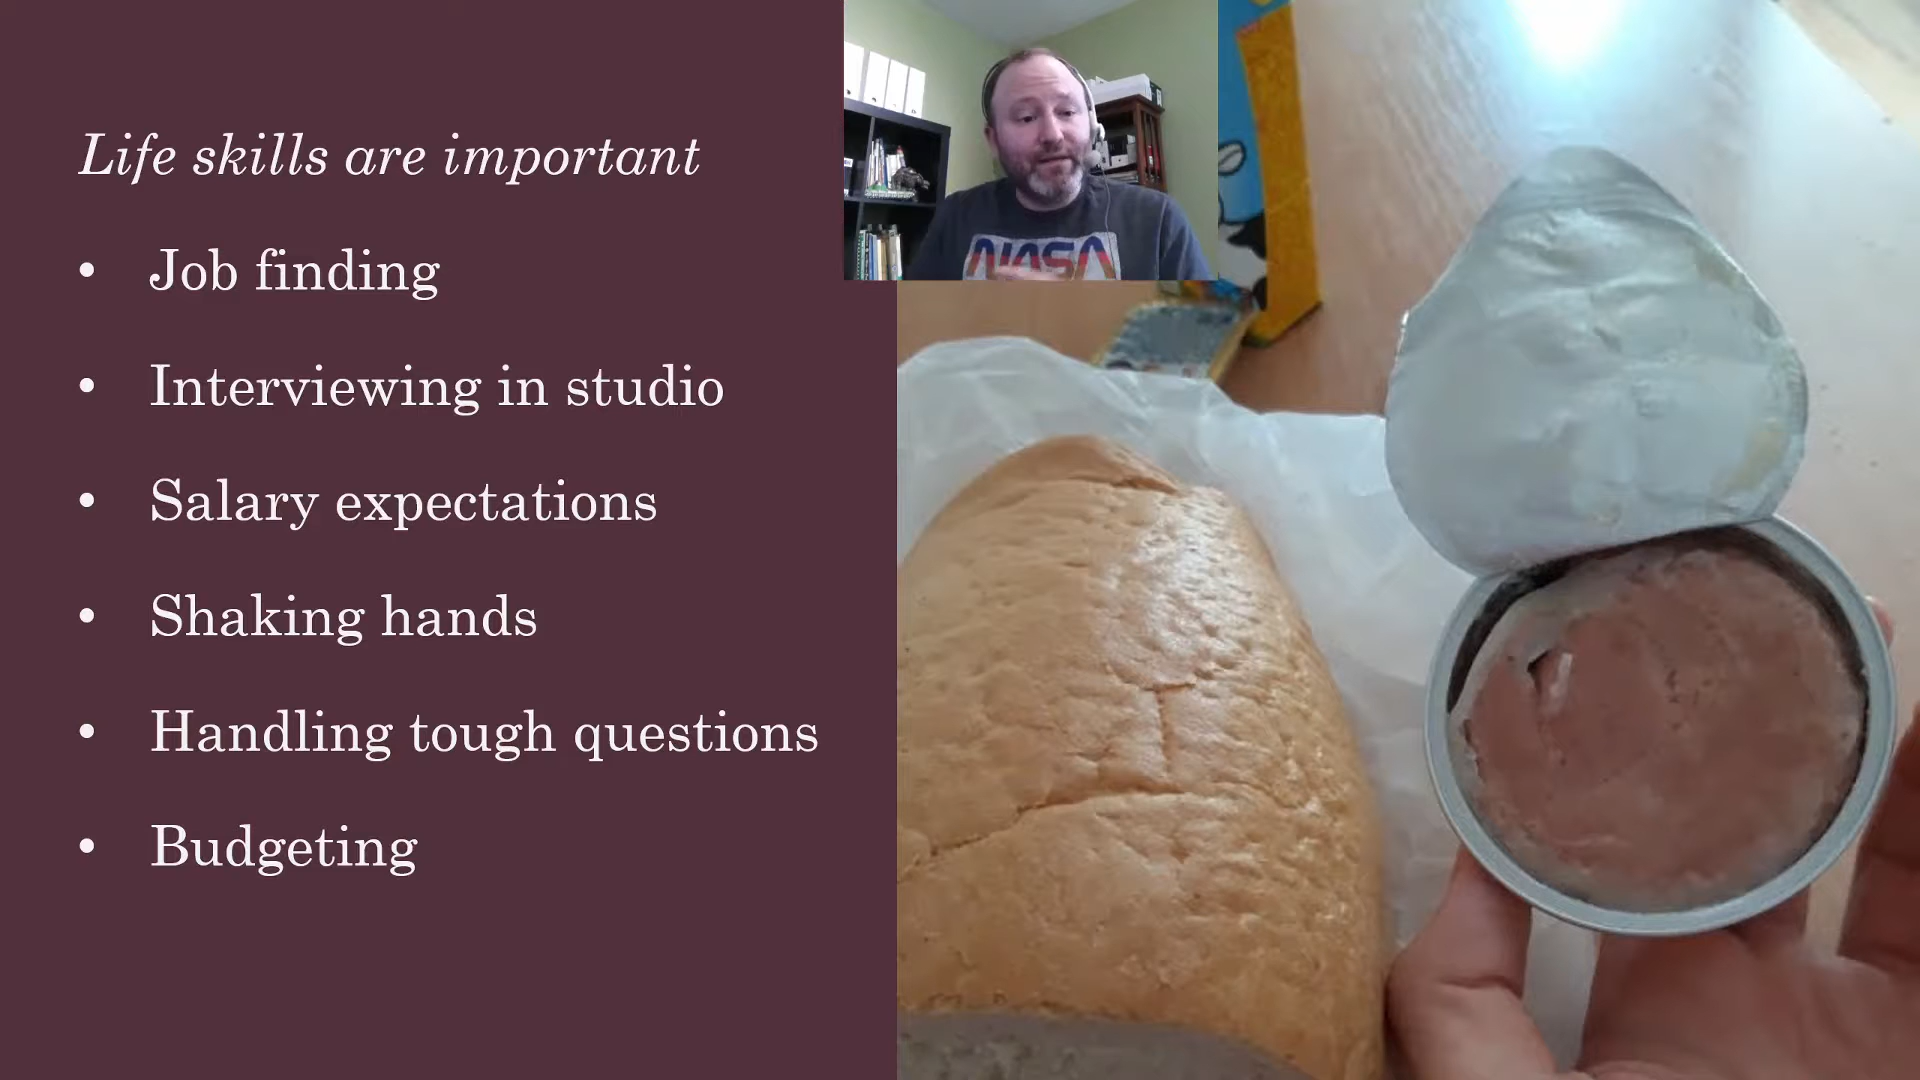 Life skills are important
• Job finding
• Interviewing in studio
• Salary expectations
• Shaking hands
• Handling tough questions
• Budgeting
NASA